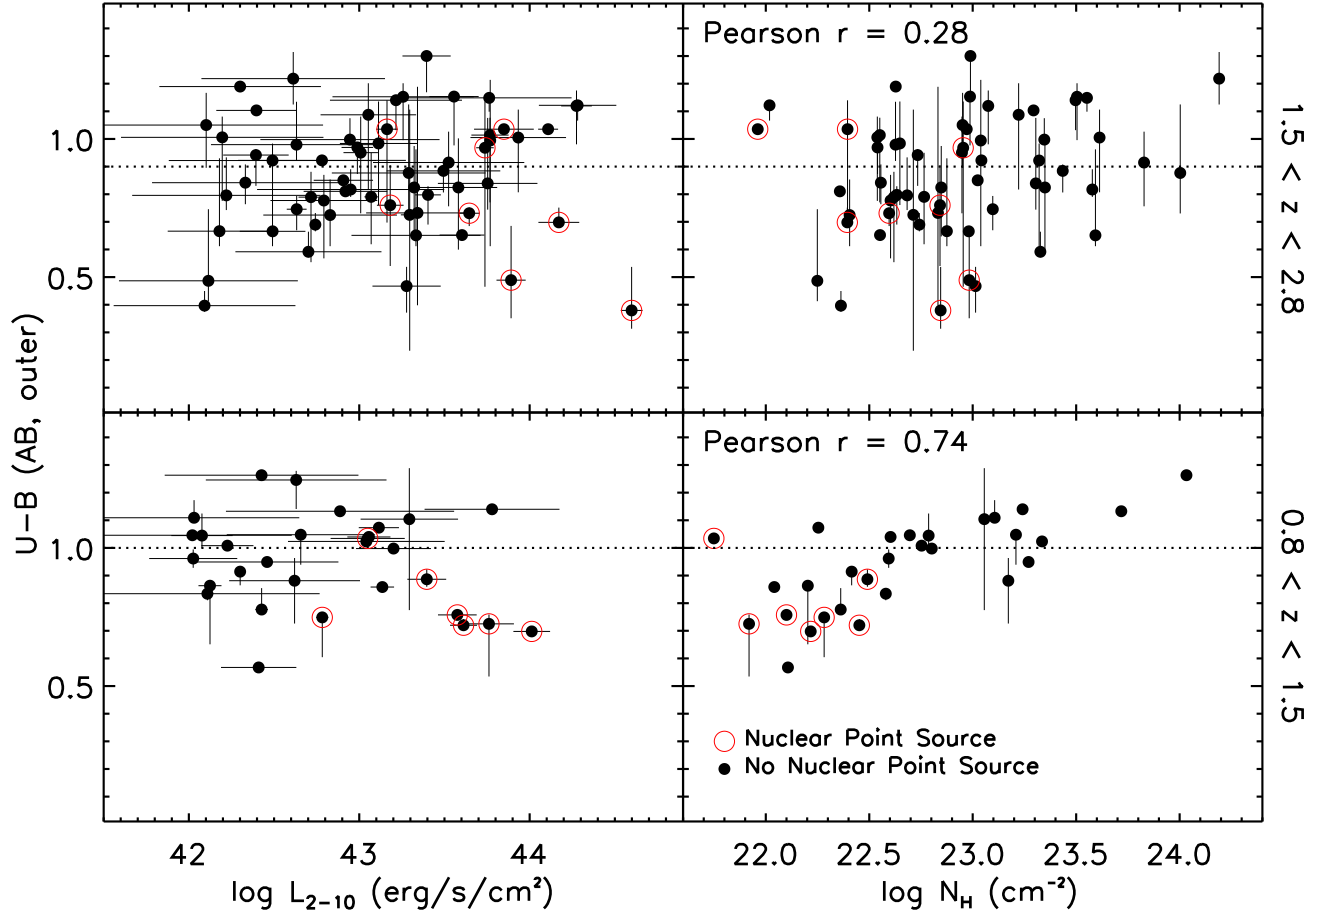 Pearson r = 0.28
1.0
0.5
1.5 < z < 2.8
U−B (AB, outer)
Pearson r = 0.74
1.0
0.5
0.8 < z < 1.5
Nuclear Point Source
No Nuclear Point Source
42 43 44
22.0 22.5 23.0 23.5 24.0
log L2−10 (erg/s/cm²)
log NH (cm⁻²)